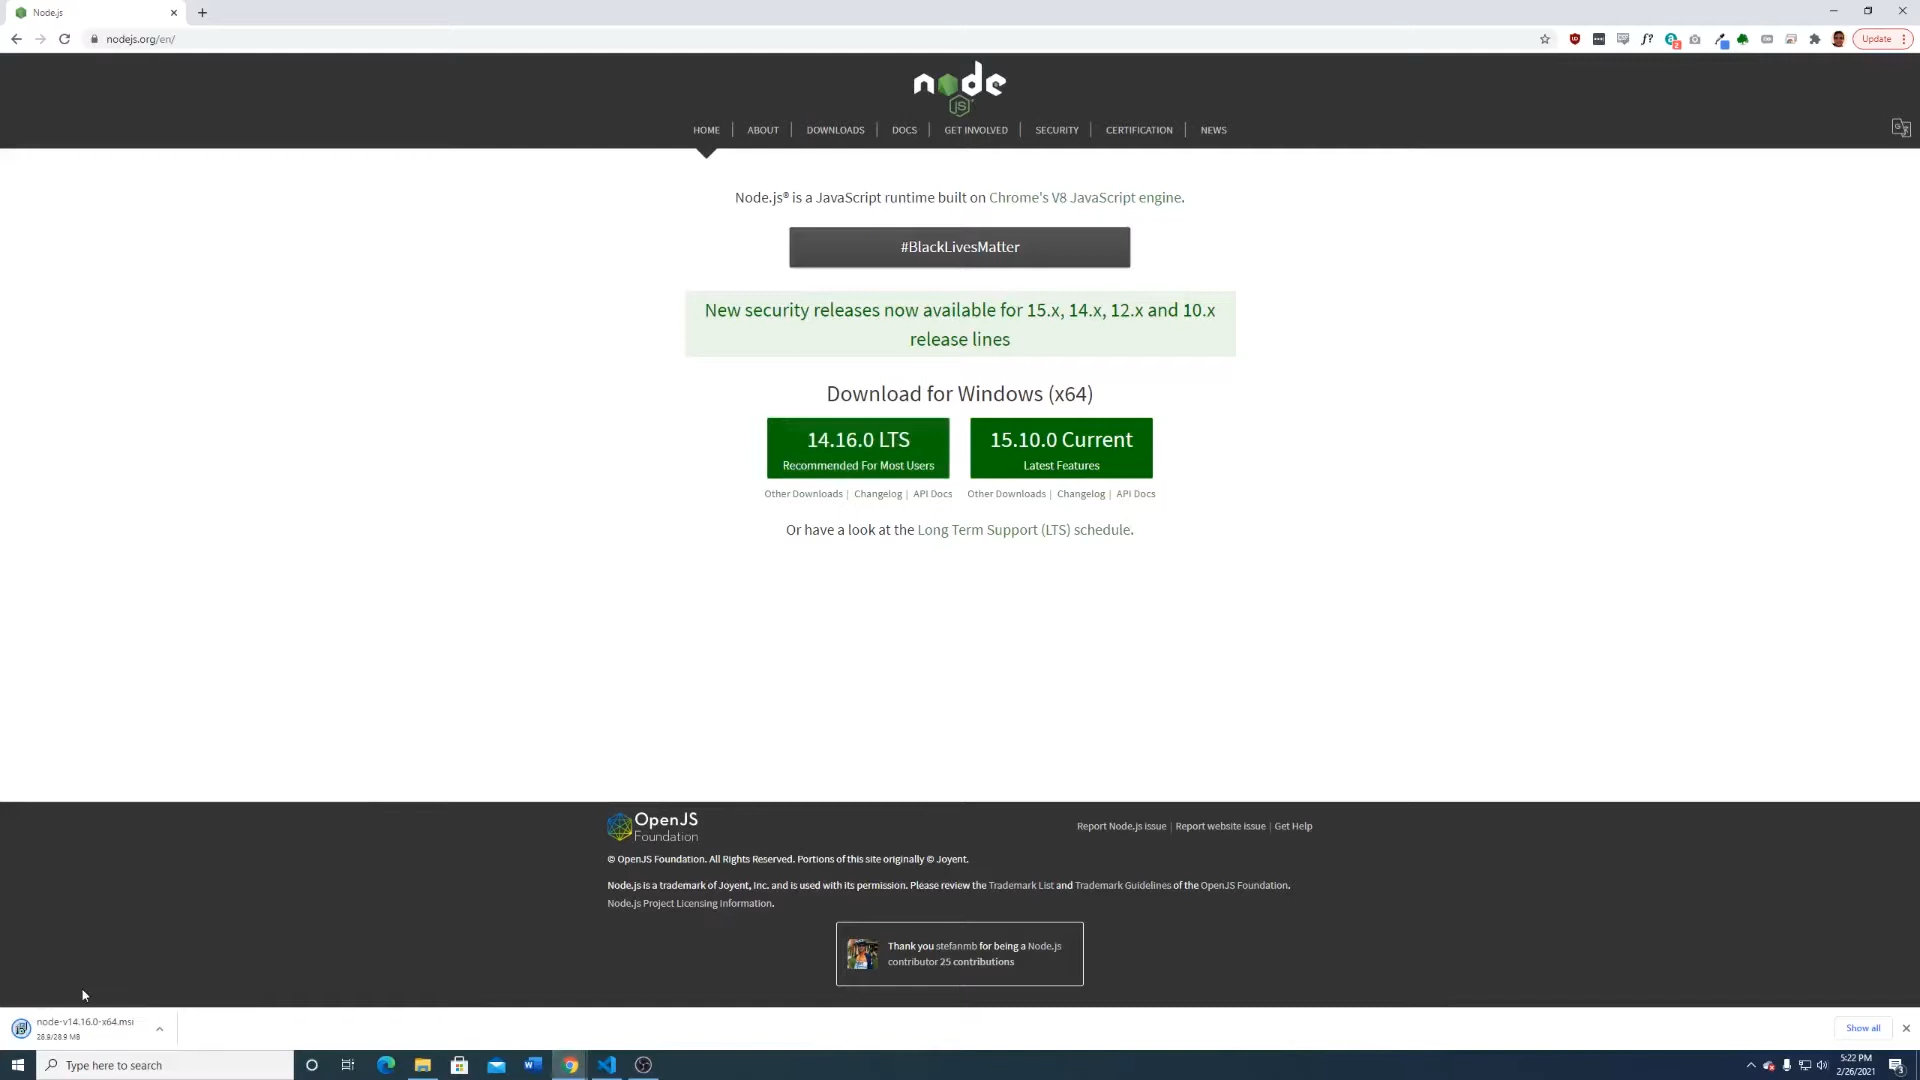 Node.js
nodejs.org/en/
Update
node
JS
HOME
ABOUT
DOWNLOADS
DOCS
GET INVOLVED
SECURITY
CERTIFICATION
NEWS
Node.js® is a JavaScript runtime built on Chrome's V8 JavaScript engine.
#BlackLivesMatter
New security releases now available for 15.x, 14.x, 12.x and 10.x
release lines
Download for Windows (x64)
14.16.0 LTS
Recommended For Most Users
15.10.0 Current
Latest Features
Other Downloads | Changelog | API Docs
Other Downloads | Changelog | API Docs
Or have a look at the Long Term Support (LTS) schedule.
OpenJS
Foundation
Report Node.js issue | Report website issue | Get Help
© OpenJS Foundation. All Rights Reserved. Portions of this site originally © Joyent.
Node.js is a trademark of Joyent, Inc. and is used with its permission. Please review the Trademark List and Trademark Guidelines of the OpenJS Foundation.
Node.js Project Licensing Information.
Thank you stefanmb for being a Node.js
contributor 25 contributions
node-v14.16.0-x64.msi
28.9/28.9 MB
Show all
Type here to search
5:22 PM
2/26/2021